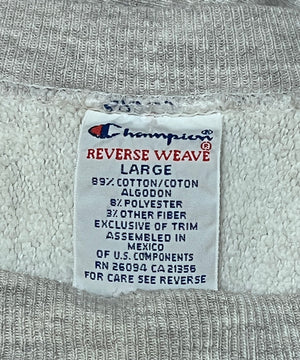 Champion
REVERSE WEAVE ®
LARGE
89% COTTON/COTON
ALGODON
8% POLYESTER
3% OTHER FIBER
EXCLUSIVE OF TRIM
ASSEMBLED IN
MEXICO
OF U.S. COMPONENTS
RN 26094 CA 21356
FOR CARE SEE REVERSE